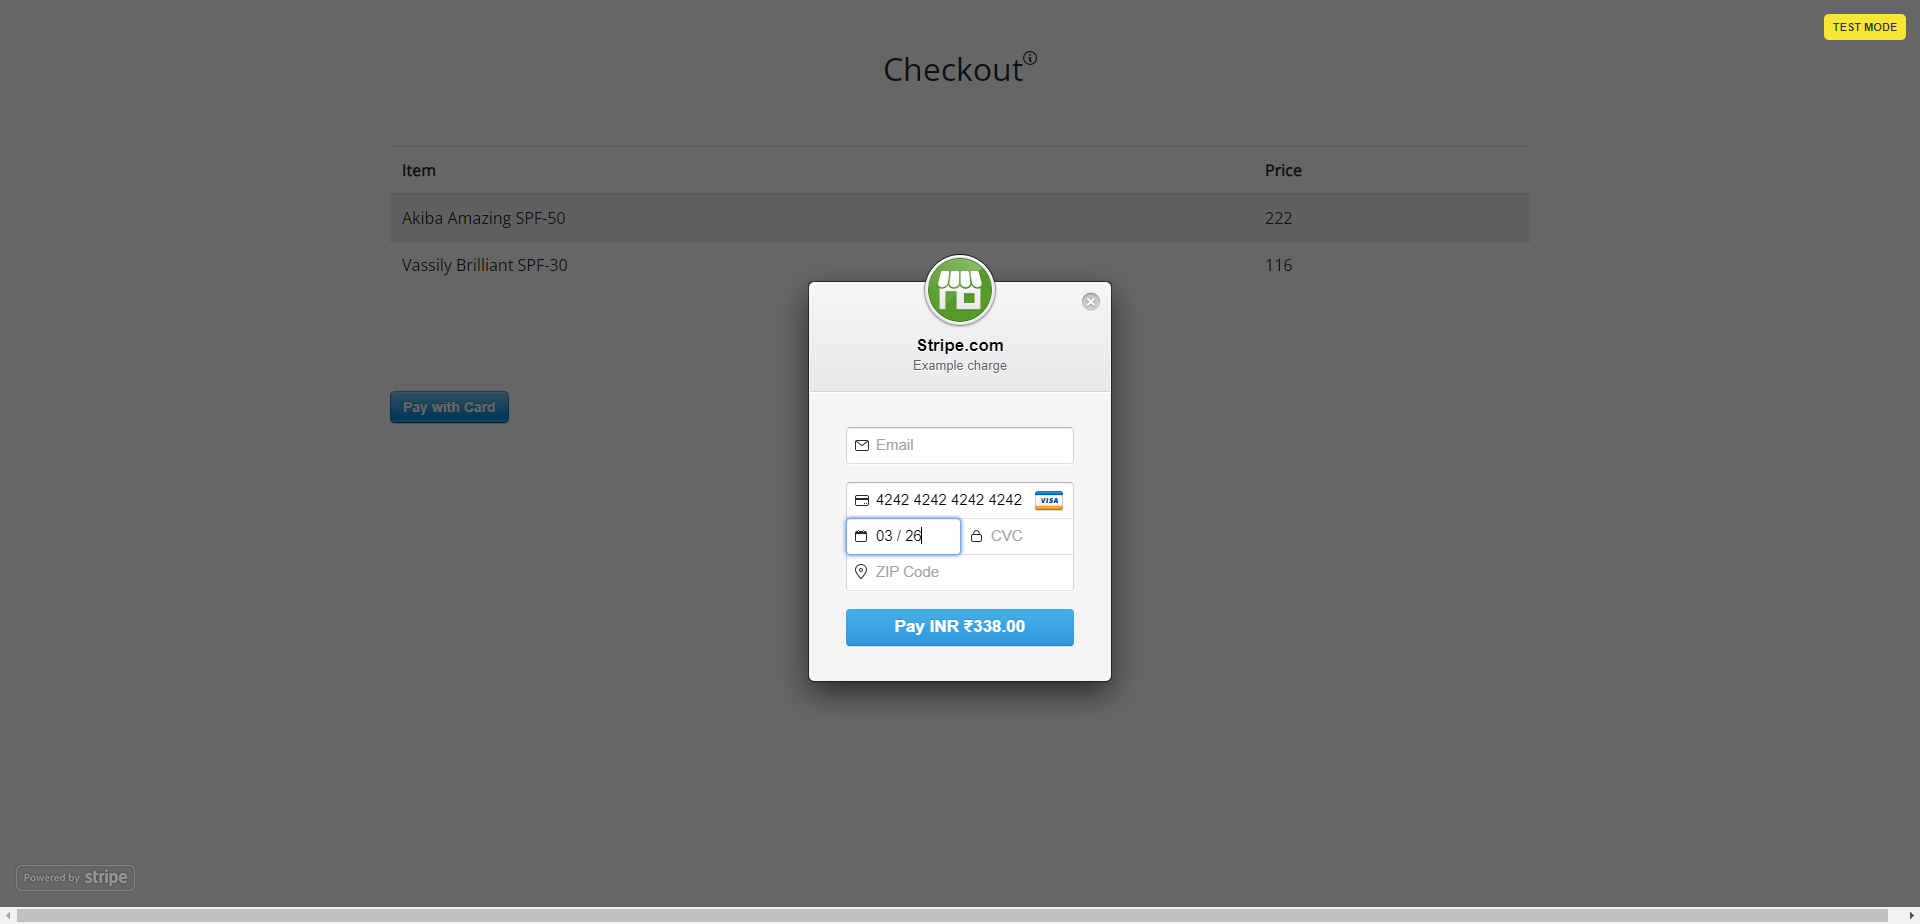 TEST MODE
Checkout
Item Price
Akiba Amazing SPF-50 222
Vassily Brilliant SPF-30 116
Stripe.com
Example charge
Pay with Card
Email
4242 4242 4242 4242 VISA
03 / 26 CVC
ZIP Code
Pay INR ₹338.00
Powered by stripe